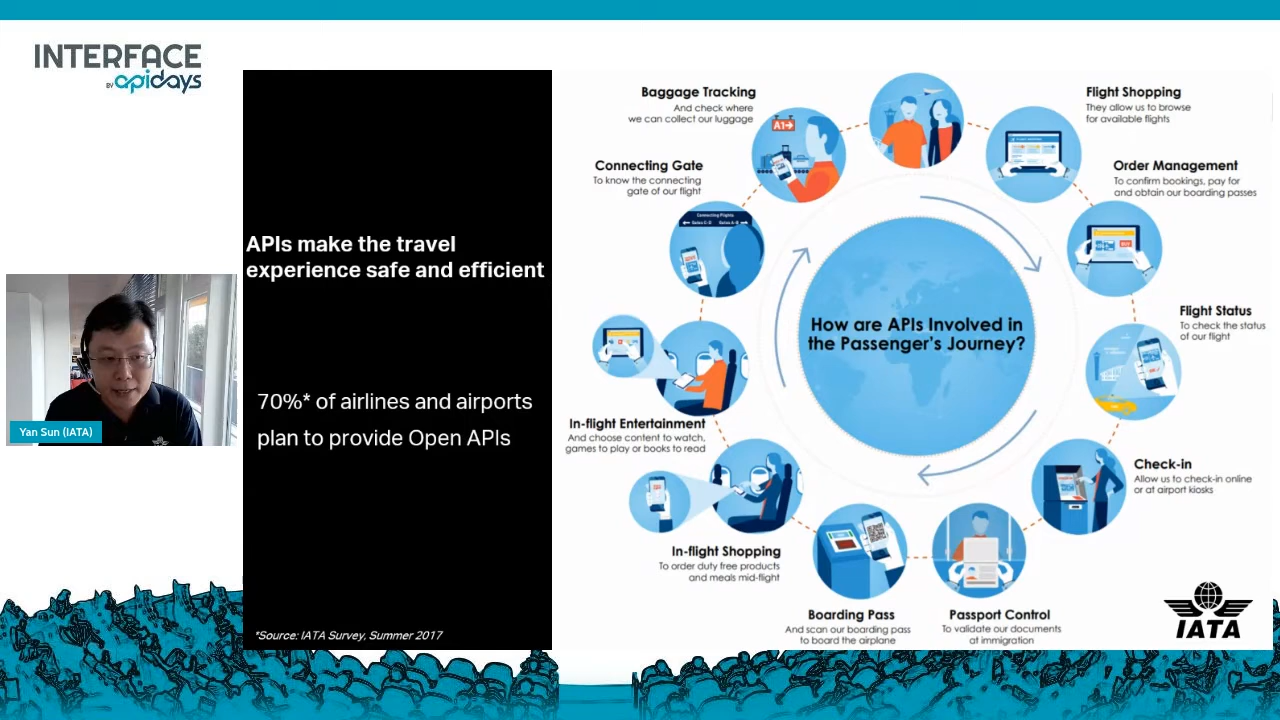 INTERFACE
BY apidays
APIs make the travel
experience safe and efficient
70%* of airlines and airports
plan to provide Open APIs
*Source: IATA Survey, Summer 2017
Yan Sun (IATA)
How are APIs Involved in
the Passenger's Journey?
Flight Shopping
They allow us to browse
for available flights
Order Management
To confirm bookings, pay for
and obtain our boarding passes
BUY
Flight Status
To check the status
of our flight
Check-in
Allow us to check-in online
or at airport kiosks
Passport Control
To validate our documents
at immigration
Boarding Pass
And scan our boarding pass
to board the airplane
In-flight Shopping
To order duty free products
and meals mid-flight
In-flight Entertainment
And choose content to watch,
games to play or books to read
Connecting Gate
To know the connecting
gate of our flight
Connecting Flights
Baggage Tracking
And check where
we can collect our luggage
A1→
IATA